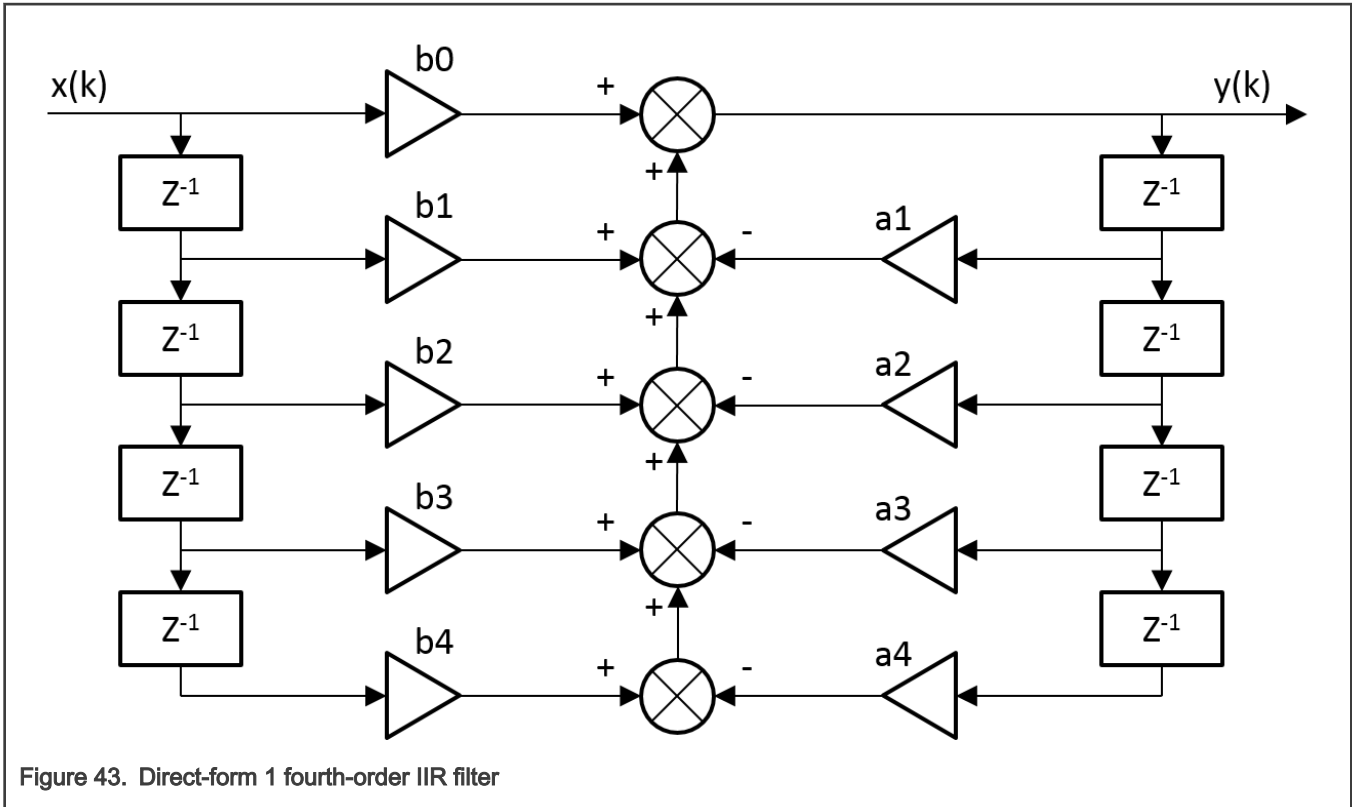 b0
x(k)
+
y(k)
Z-1
+
Z-1
b1
+
-
a1
Z-1
+
Z-1
b2
+
-
a2
Z-1
+
Z-1
b3
+
-
a3
Z-1
+
Z-1
b4
+
-
a4
Figure 43. Direct-form 1 fourth-order IIR filter